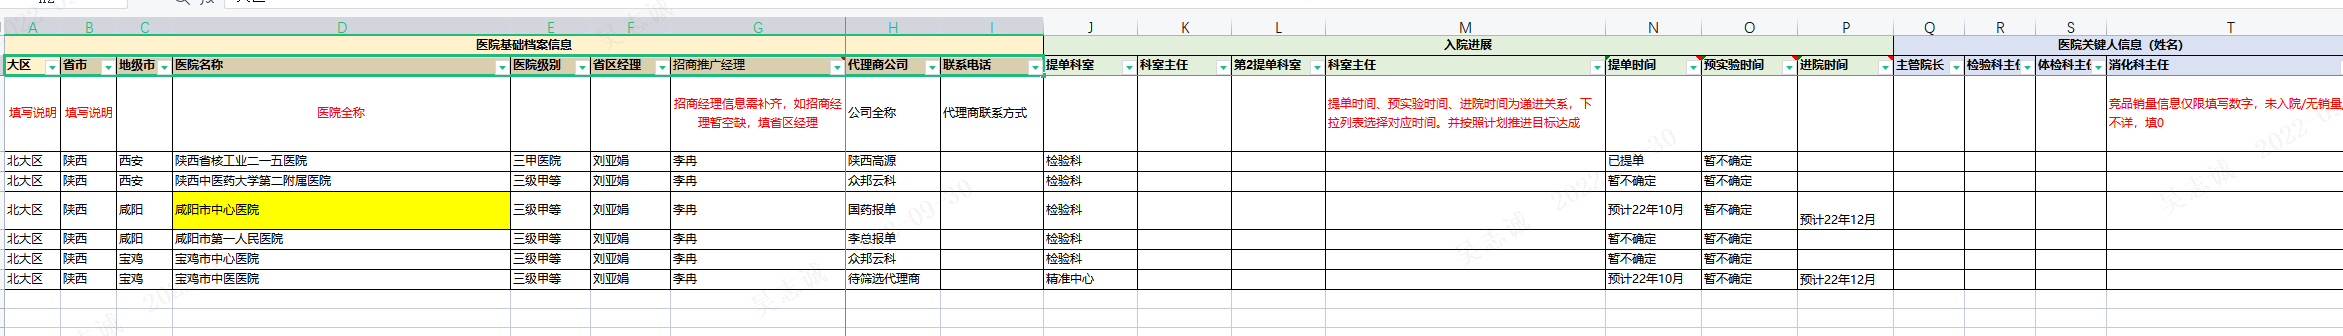 A B C D E F G H I J K L M N O P Q R S T
医院基础档案信息 入院进展 医院关键人信息（姓名）
大区 省市 地级市 医院名称 医院级别 省区经理 招商推广经理 代理商公司 联系电话 提单科室 科室主任 第2提单科室 科室主任 提单时间 预实验时间 进院时间 主管院长 检验科主任 体检科主任 消化科主任
填写说明 填写说明 医院全称 招商经理信息需补齐，如招商经 公司全称 代理商联系方式 提单时间、预实验时间、进院时间为递进关系，下 竞品销量信息仅限填写数字，未入院/无销量/
理暂空缺，填省区经理 拉列表选择对应时间。并按照计划推进目标达成 不详，填0
北大区 陕西 西安 陕西省核工业二一五医院 三甲医院 刘亚娟 李冉 陕西高源 检验科 已提单 暂不确定
北大区 陕西 西安 陕西中医药大学第二附属医院 三级甲等 刘亚娟 李冉 众邦云科 检验科 暂不确定 暂不确定
北大区 陕西 咸阳 咸阳市中心医院 三级甲等 刘亚娟 李冉 国药报单 检验科 预计22年10月 暂不确定 预计22年12月
北大区 陕西 咸阳 咸阳市第一人民医院 三级甲等 刘亚娟 李冉 李总报单 检验科 暂不确定 暂不确定
北大区 陕西 宝鸡 宝鸡市中心医院 三级甲等 刘亚娟 李冉 众邦云科 检验科 暂不确定 暂不确定
北大区 陕西 宝鸡 宝鸡市中医医院 三级甲等 刘亚娟 李冉 待筛选代理商 精准中心 预计22年10月 暂不确定 预计22年12月
吴志诚
吴志诚
吴志诚 2022
吴志诚 2022-